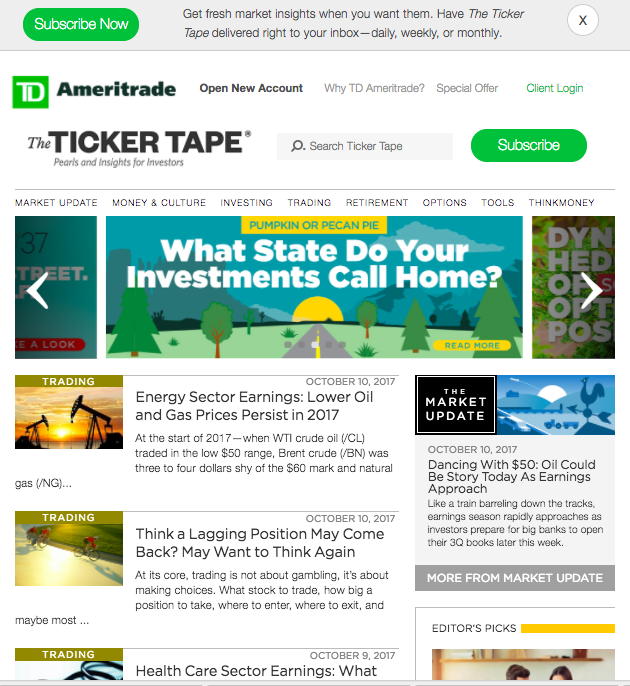 Subscribe Now
Get fresh market insights when you want them. Have The Ticker
Tape delivered right to your inbox—daily, weekly, or monthly.
X
TD Ameritrade
Open New Account
Why TD Ameritrade?
Special Offer
Client Login
The TICKER TAPE®
Pearls and Insights for Investors
Search Ticker Tape
Subscribe
MARKET UPDATE MONEY & CULTURE INVESTING TRADING RETIREMENT OPTIONS TOOLS THINKMONEY
37
TREET.
E A LOOK
PUMPKIN OR PECAN PIE
What State Do Your
Investments Call Home?
READ MORE
DYN
HED
OF
OPT
POS
TRADING
OCTOBER 10, 2017
Energy Sector Earnings: Lower Oil
and Gas Prices Persist in 2017
At the start of 2017—when WTI crude oil (/CL)
traded in the low $50 range, Brent crude (/BN) was
three to four dollars shy of the $60 mark and natural
gas (/NG)...
TRADING
OCTOBER 10, 2017
Think a Lagging Position May Come
Back? May Want to Think Again
At its core, trading is not about gambling, it's about
making choices. What stock to trade, how big a
position to take, where to enter, where to exit, and
maybe most ...
TRADING
OCTOBER 9, 2017
Health Care Sector Earnings: What
THE
MARKET
UPDATE
OCTOBER 10, 2017
Dancing With $50: Oil Could
Be Story Today As Earnings
Approach
Like a train barreling down the tracks,
earnings season rapidly approaches as
investors prepare for big banks to open
their 3Q books later this week.
MORE FROM MARKET UPDATE
EDITOR'S PICKS